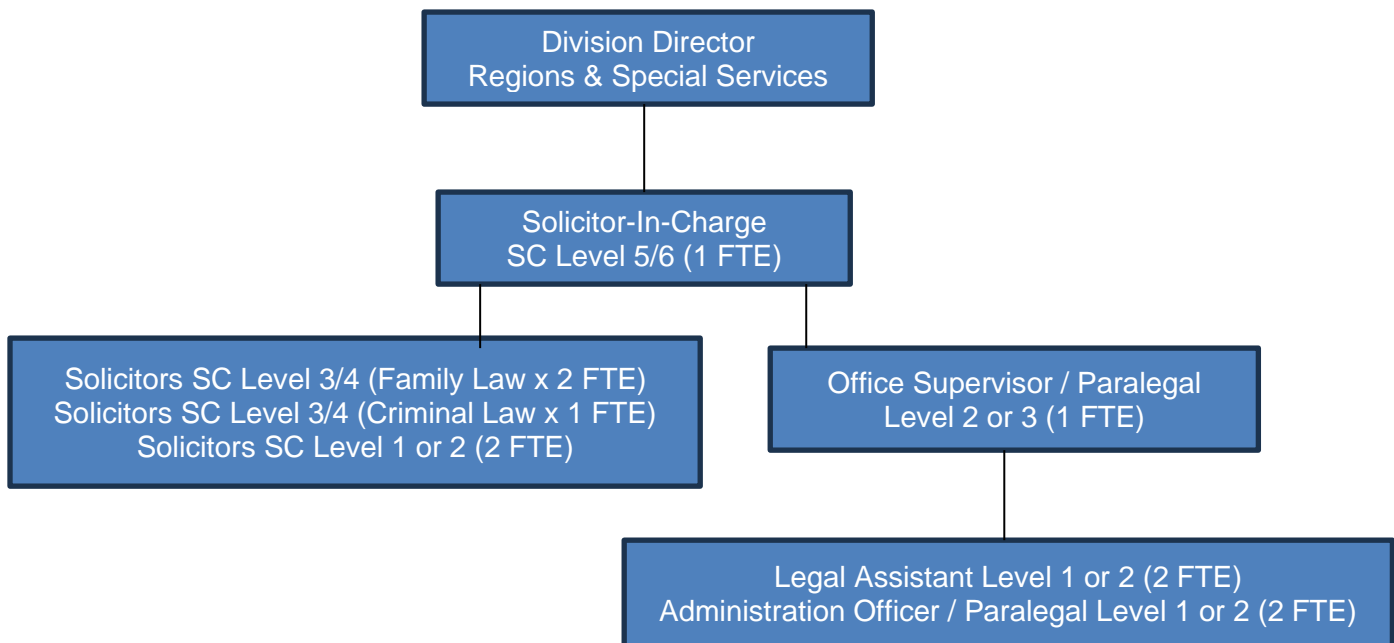 Division Director
Regions & Special Services
Solicitor-In-Charge
SC Level 5/6 (1 FTE)
Solicitors SC Level 3/4 (Family Law x 2 FTE)
Solicitors SC Level 3/4 (Criminal Law x 1 FTE)
Solicitors SC Level 1 or 2 (2 FTE)
Office Supervisor / Paralegal
Level 2 or 3 (1 FTE)
Legal Assistant Level 1 or 2 (2 FTE)
Administration Officer / Paralegal Level 1 or 2 (2 FTE)